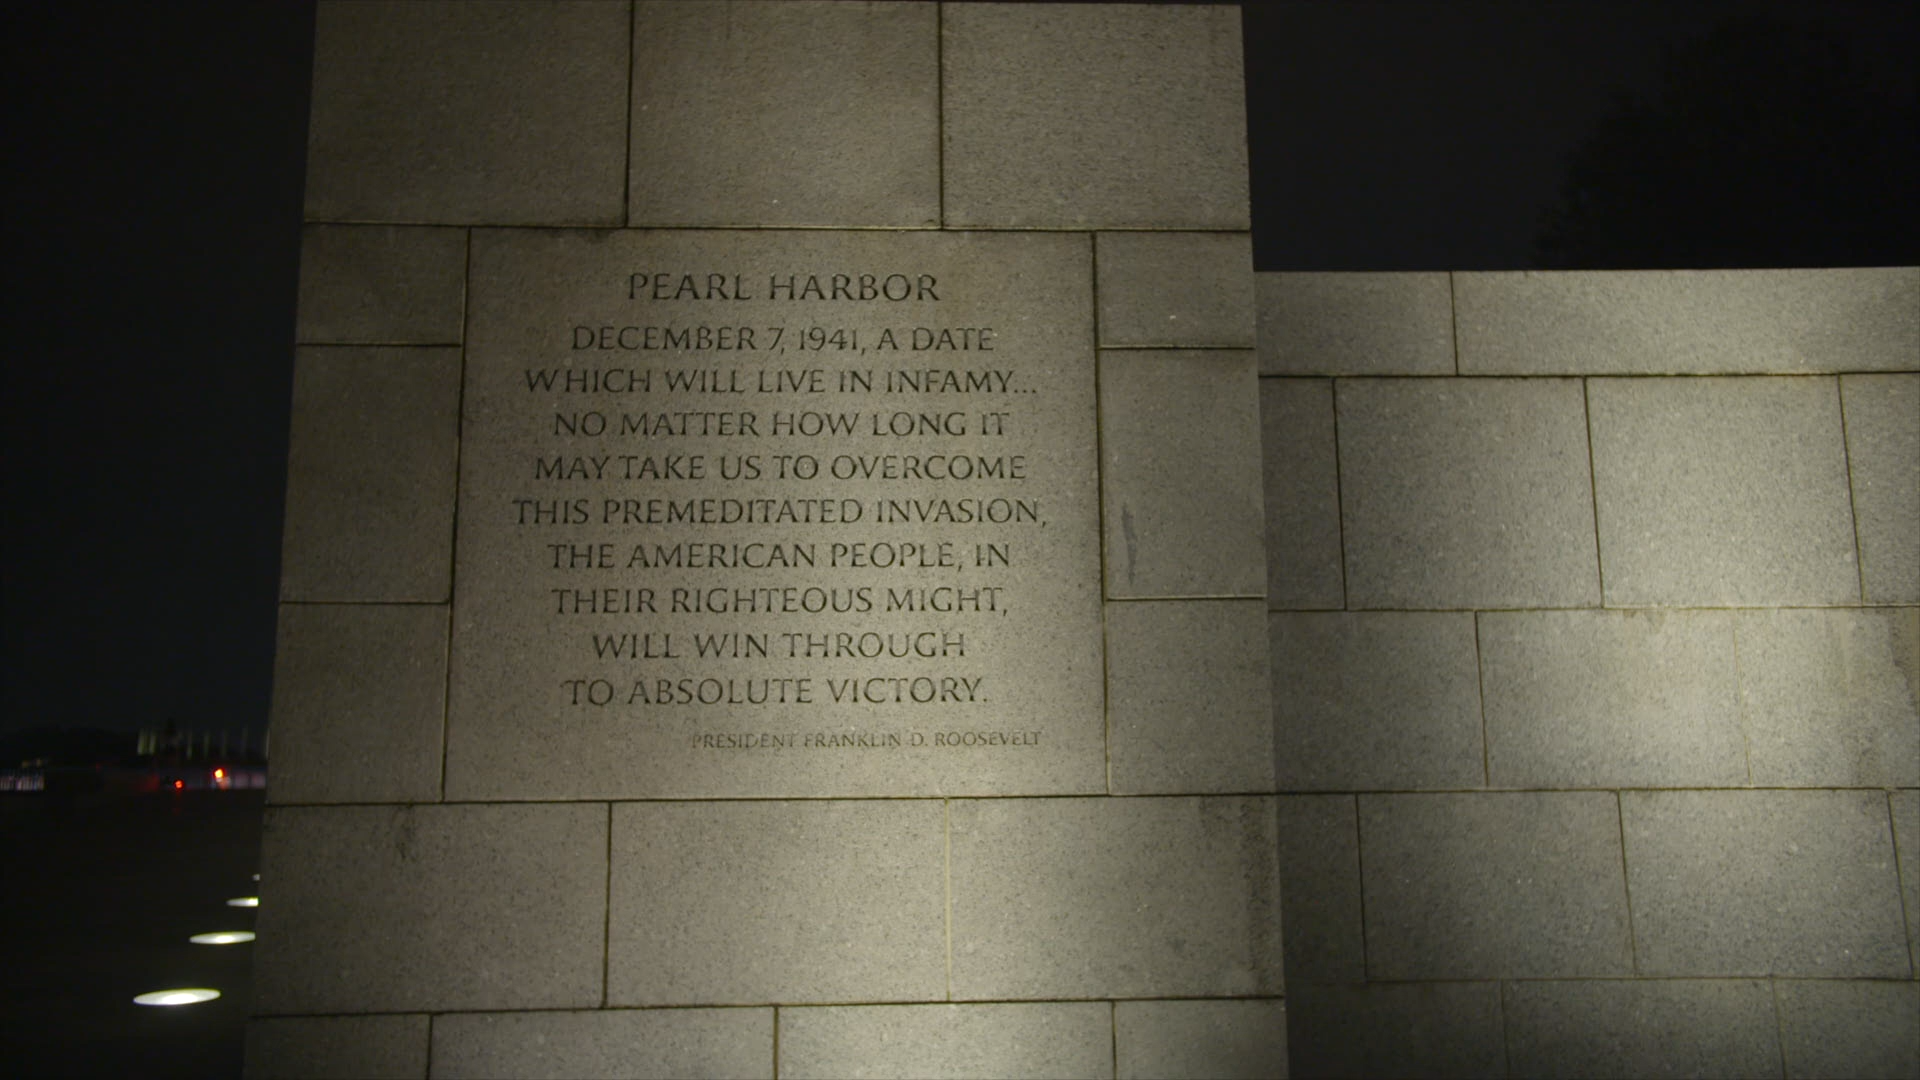 PEARL HARBOR
DECEMBER 7, 1941, A DATE
WHICH WILL LIVE IN INFAMY...
NO MATTER HOW LONG IT
MAY TAKE US TO OVERCOME
THIS PREMEDITATED INVASION,
THE AMERICAN PEOPLE, IN
THEIR RIGHTEOUS MIGHT,
WILL WIN THROUGH
TO ABSOLUTE VICTORY.
PRESIDENT FRANKLIN D. ROOSEVELT